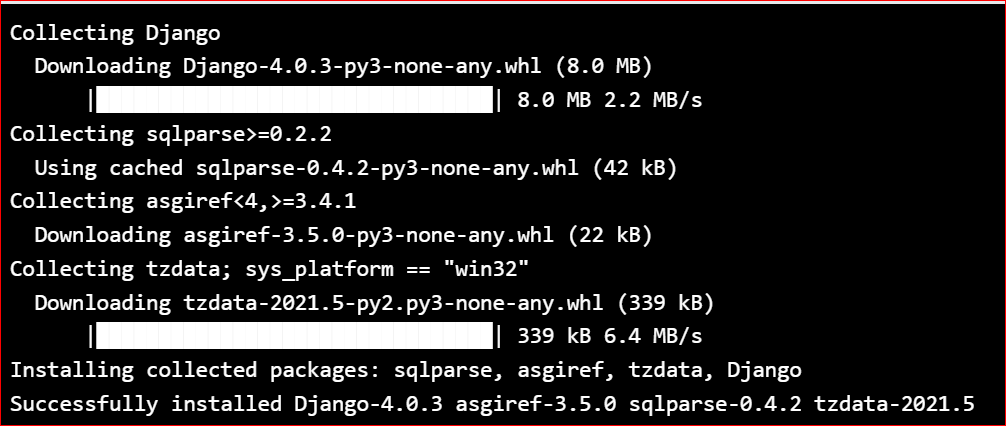 Collecting Django
Downloading Django-4.0.3-py3-none-any.whl (8.0 MB)
|████████████████████████████████| 8.0 MB 2.2 MB/s
Collecting sqlparse>=0.2.2
Using cached sqlparse-0.4.2-py3-none-any.whl (42 kB)
Collecting asgiref<4,>=3.4.1
Downloading asgiref-3.5.0-py3-none-any.whl (22 kB)
Collecting tzdata; sys_platform == "win32"
Downloading tzdata-2021.5-py2.py3-none-any.whl (339 kB)
|████████████████████████████████| 339 kB 6.4 MB/s
Installing collected packages: sqlparse, asgiref, tzdata, Django
Successfully installed Django-4.0.3 asgiref-3.5.0 sqlparse-0.4.2 tzdata-2021.5